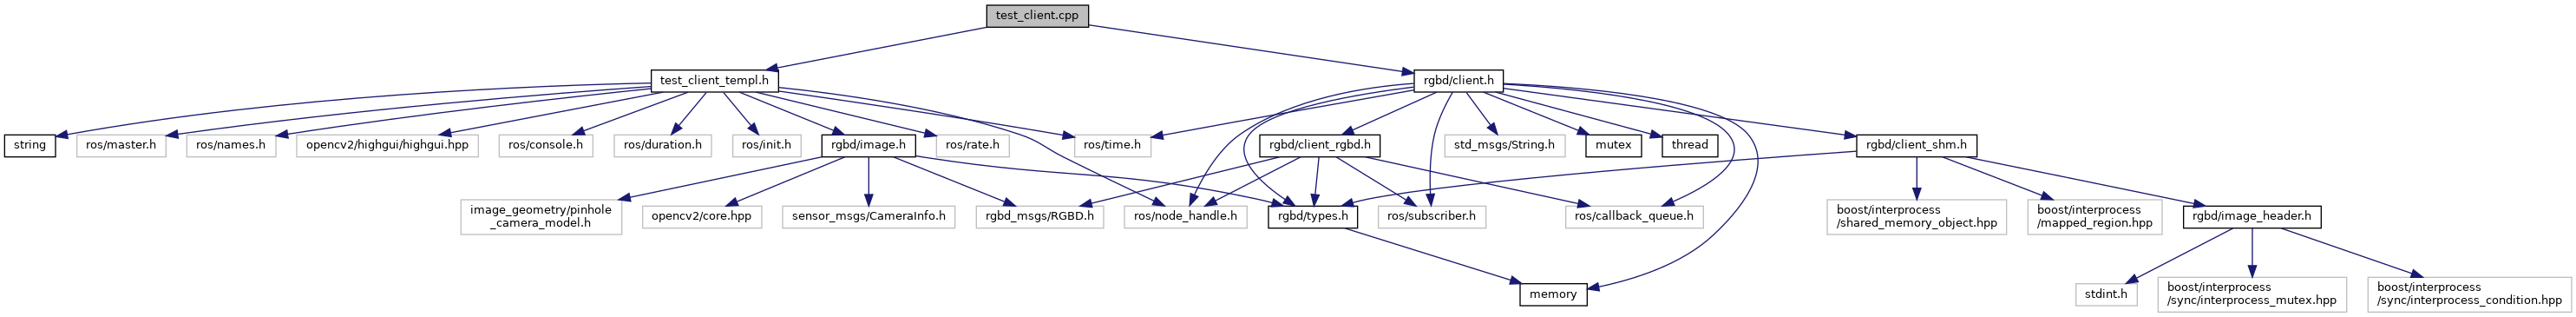 test_client.cpp
test_client_templ.h
rgbd/client.h
string
ros/master.h
ros/names.h
opencv2/highgui/highgui.hpp
ros/console.h
ros/duration.h
ros/init.h
rgbd/image.h
ros/rate.h
ros/time.h
rgbd/client_rgbd.h
std_msgs/String.h
mutex
thread
rgbd/client_shm.h
image_geometry/pinhole
_camera_model.h
opencv2/core.hpp
sensor_msgs/CameraInfo.h
rgbd_msgs/RGBD.h
ros/node_handle.h
rgbd/types.h
ros/subscriber.h
ros/callback_queue.h
boost/interprocess
/shared_memory_object.hpp
boost/interprocess
/mapped_region.hpp
rgbd/image_header.h
memory
stdint.h
boost/interprocess
/sync/interprocess_mutex.hpp
boost/interprocess
/sync/interprocess_condition.hpp